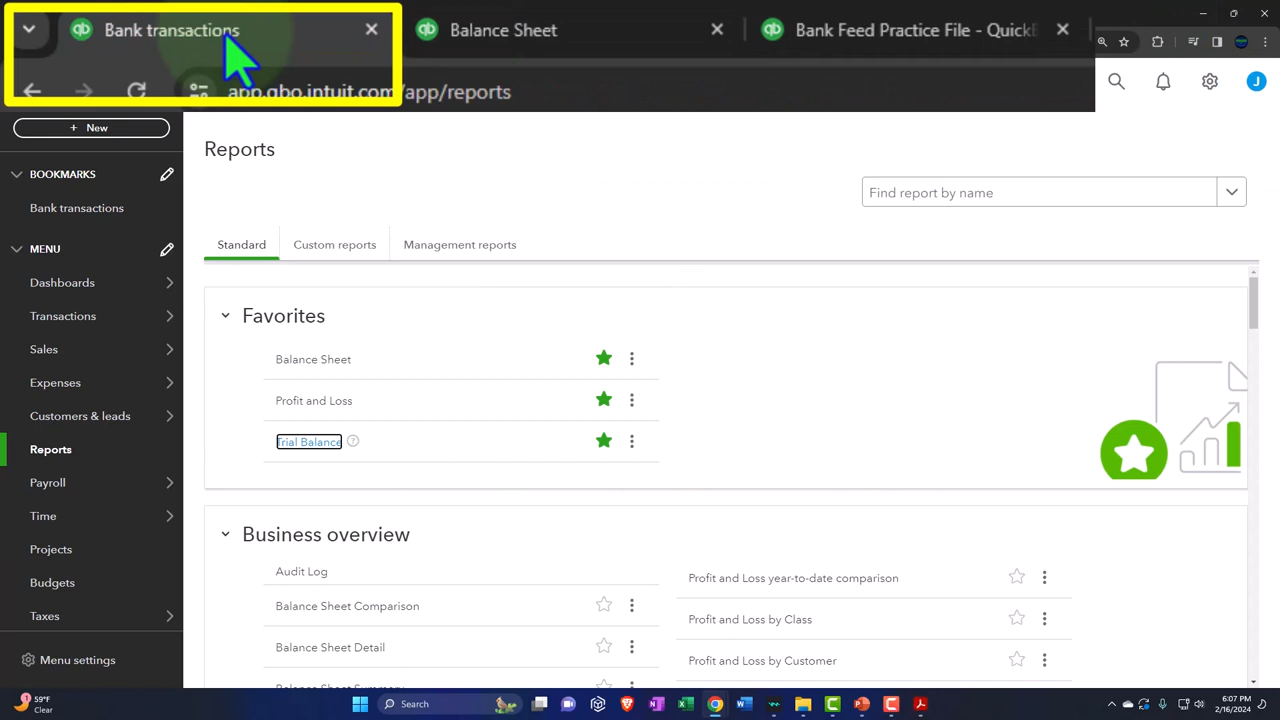 Bank transactions
Balance Sheet
Bank Feed Practice File - QuickB
app.qbo.intuit.com/app/reports
J
+ New
BOOKMARKS
Bank transactions
MENU
Dashboards
Transactions
Sales
Expenses
Customers & leads
Reports
Payroll
Time
Projects
Budgets
Taxes
Menu settings
Reports
Find report by name
Standard
Custom reports
Management reports
Favorites
Balance Sheet
Profit and Loss
Trial Balance
Business overview
Audit Log
Balance Sheet Comparison
Balance Sheet Detail
Balance Sheet Summary
Profit and Loss year-to-date comparison
Profit and Loss by Class
Profit and Loss by Customer
59°F
Clear
Search
6:07 PM
2/16/2024